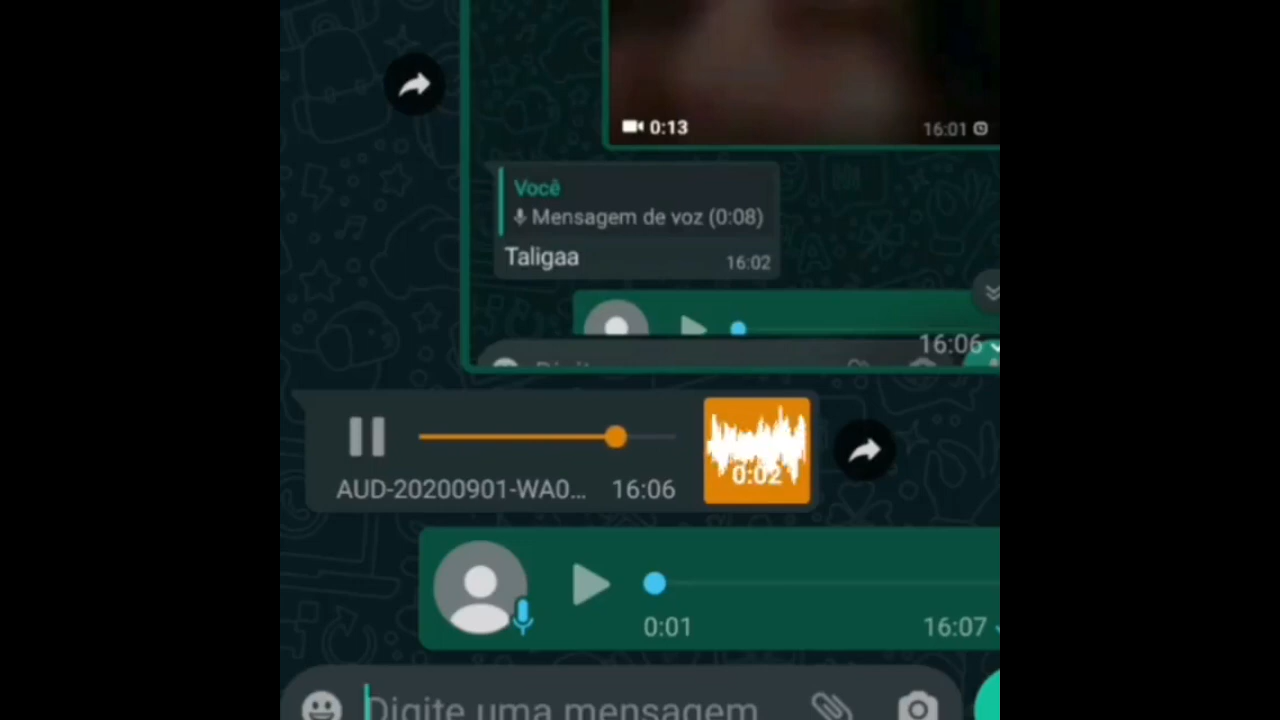 0:13
16:01
Você
Mensagem de voz (0:08)
Taligaa
16:02
16:06
0:02
AUD-20200901-WA0... 16:06
0:01
16:07
Digite uma mensagem